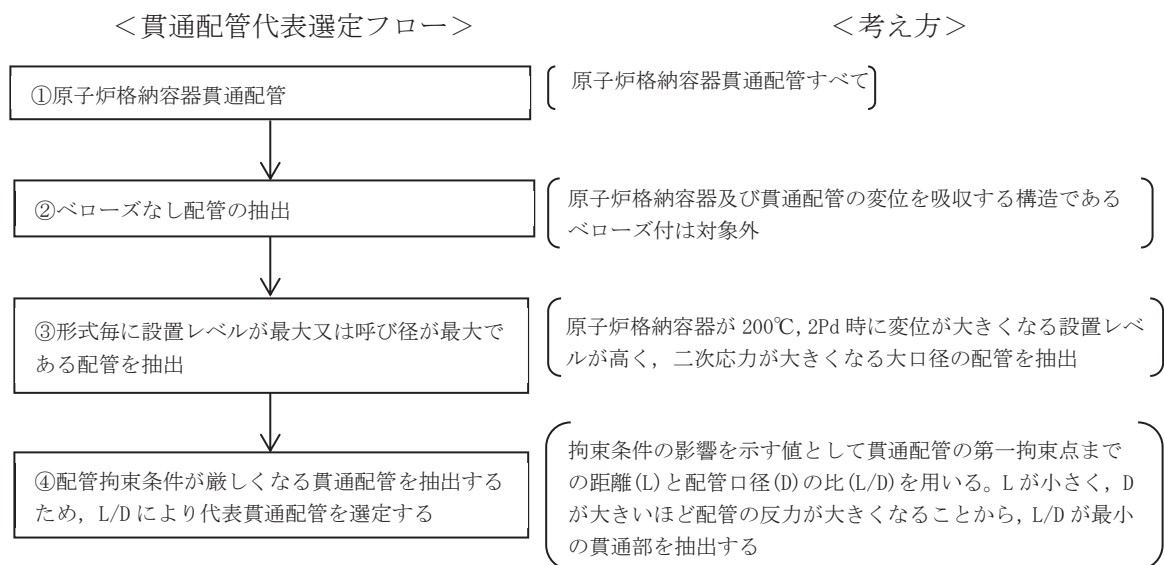 ＜貫通配管代表選定フロー＞
＜考え方＞
①原子炉格納容器貫通配管
原子炉格納容器貫通配管すべて
②ベローズなし配管の抽出
原子炉格納容器及び貫通配管の変位を吸収する構造である
ベローズ付は対象外
③形式毎に設置レベルが最大又は呼び径が最大で
ある配管を抽出
原子炉格納容器が 200℃, 2Pd 時に変位が大きくなる設置レベ
ルが高く，二次応力が大きくなる大口径の配管を抽出
④配管拘束条件が厳しくなる貫通配管を抽出する
ため，L/D により代表貫通配管を選定する
拘束条件の影響を示す値として貫通配管の第一拘束点まで
の距離(L)と配管口径(D)の比(L/D)を用いる。L が小さく，D
が大きいほど配管の反力が大きくなることから，L/D が最小
の貫通部を抽出する